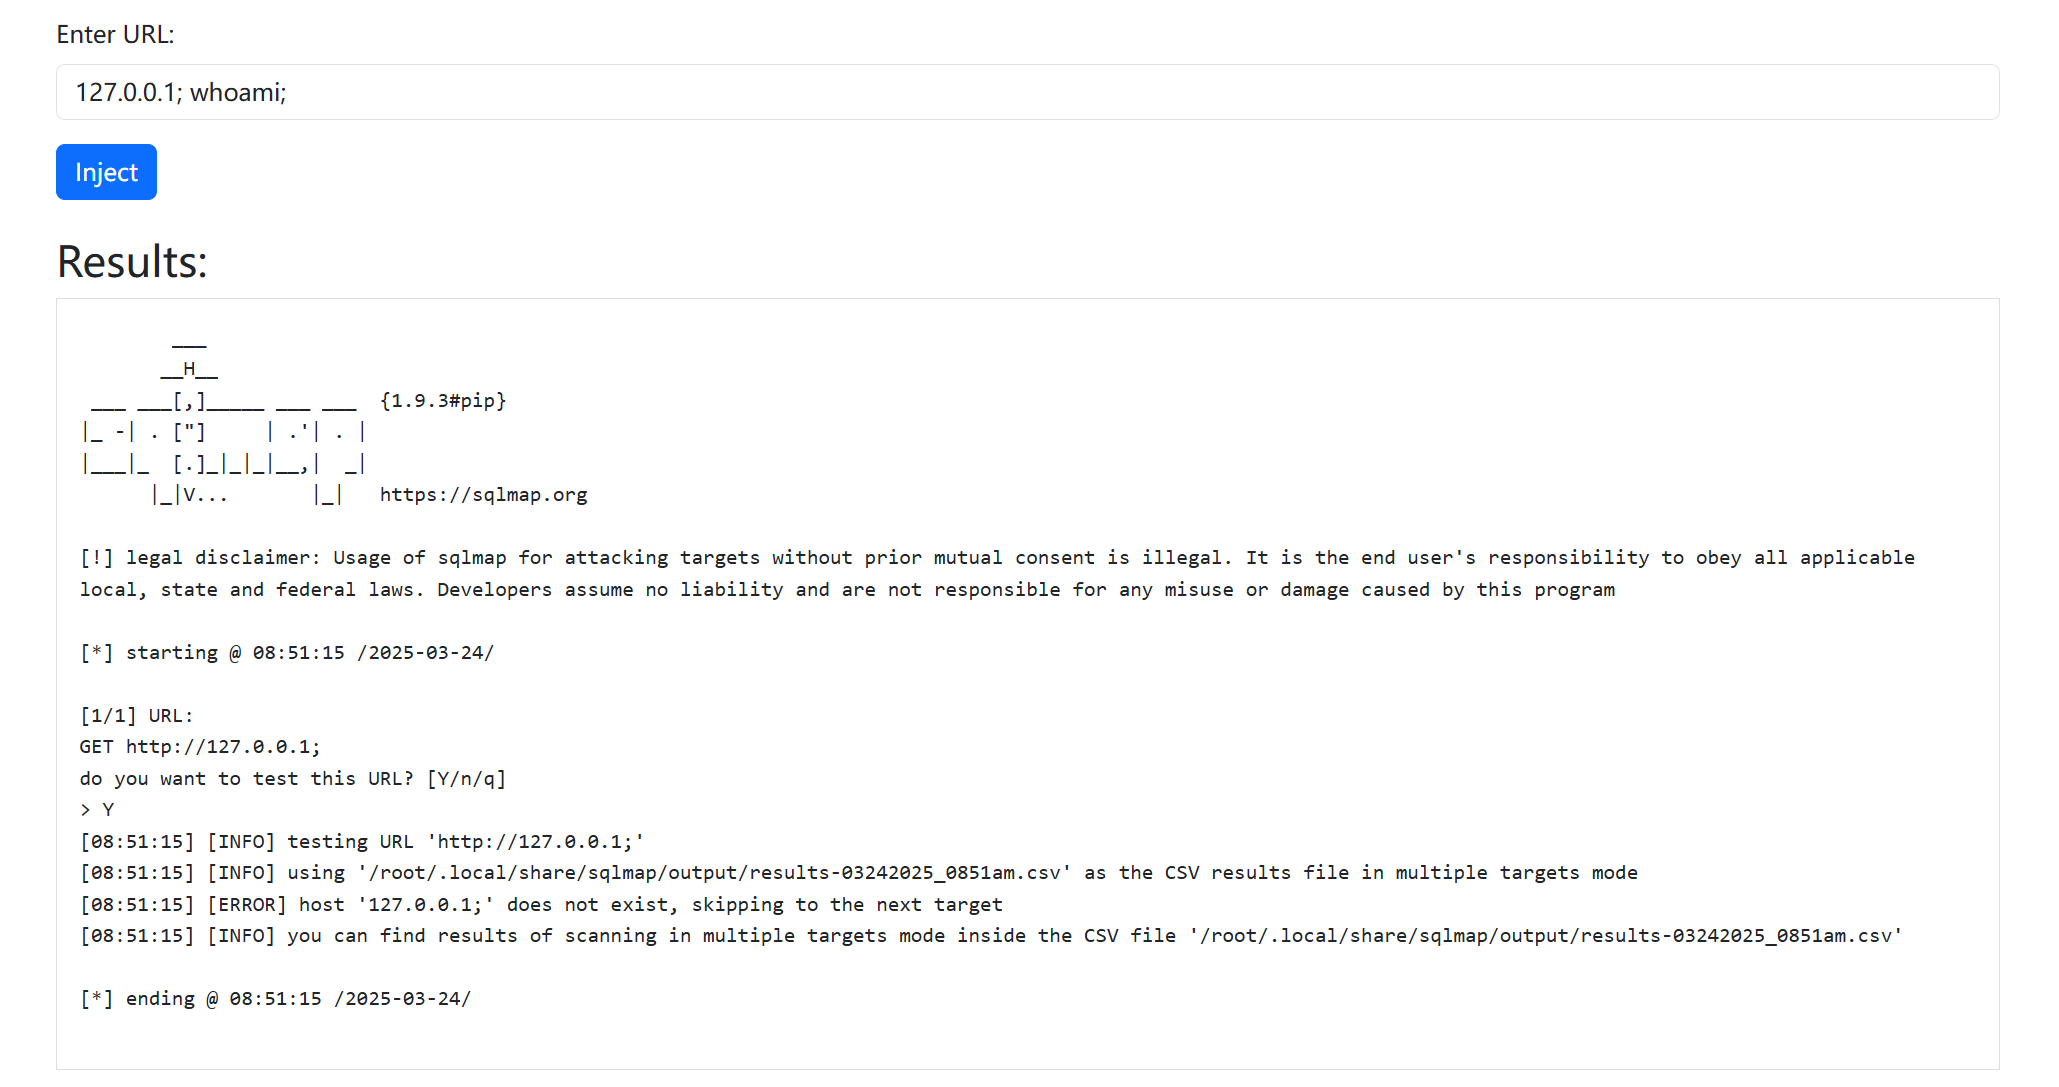 Enter URL:
127.0.0.1; whoami;
Inject
Results:
        ___
       __H__
 ___ ___[,]_____ ___ ___  {1.9.3#pip}
|_ -| . ["]     | .'| . |
|___|_  [.]_|_|_|__,|  _|
      |_|V...       |_|   https://sqlmap.org
[!] legal disclaimer: Usage of sqlmap for attacking targets without prior mutual consent is illegal. It is the end user's responsibility to obey all applicable
local, state and federal laws. Developers assume no liability and are not responsible for any misuse or damage caused by this program
[*] starting @ 08:51:15 /2025-03-24/
[1/1] URL:
GET http://127.0.0.1;
do you want to test this URL? [Y/n/q]
> Y
[08:51:15] [INFO] testing URL 'http://127.0.0.1;'
[08:51:15] [INFO] using '/root/.local/share/sqlmap/output/results-03242025_0851am.csv' as the CSV results file in multiple targets mode
[08:51:15] [ERROR] host '127.0.0.1;' does not exist, skipping to the next target
[08:51:15] [INFO] you can find results of scanning in multiple targets mode inside the CSV file '/root/.local/share/sqlmap/output/results-03242025_0851am.csv'
[*] ending @ 08:51:15 /2025-03-24/